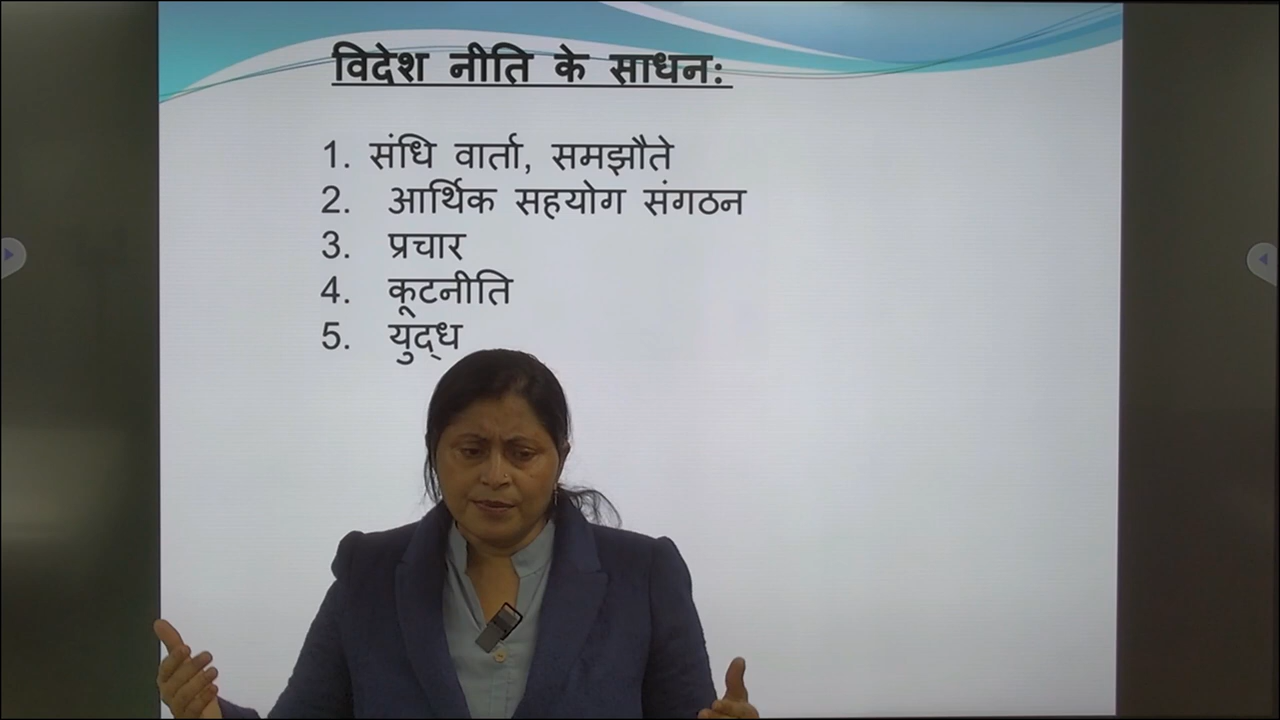 विदेश नीति के साधन:
1. संधि वार्ता, समझौते
2. आर्थिक सहयोग संगठन
3. प्रचार
4. कूटनीति
5. युद्ध